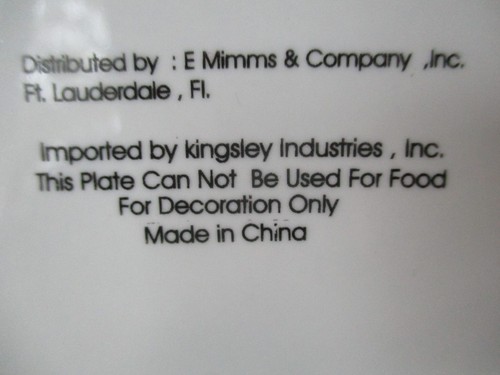 Distributed by : E Mimms & Company ,Inc.
Ft. Lauderdale , Fl.
Imported by kingsley Industries , Inc.
This Plate Can Not Be Used For Food
For Decoration Only
Made in China